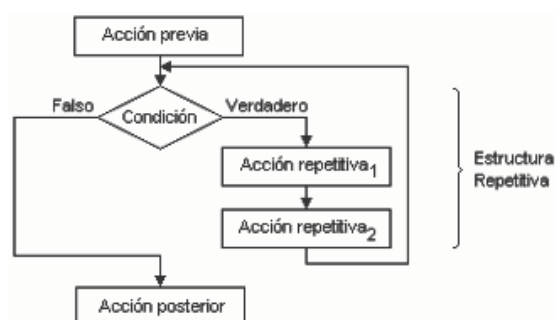 Acción previa
Falso
Condición
Verdadero
Acción repetitiva1
Acción repetitiva2
Estructura
Repetitiva
Acción posterior